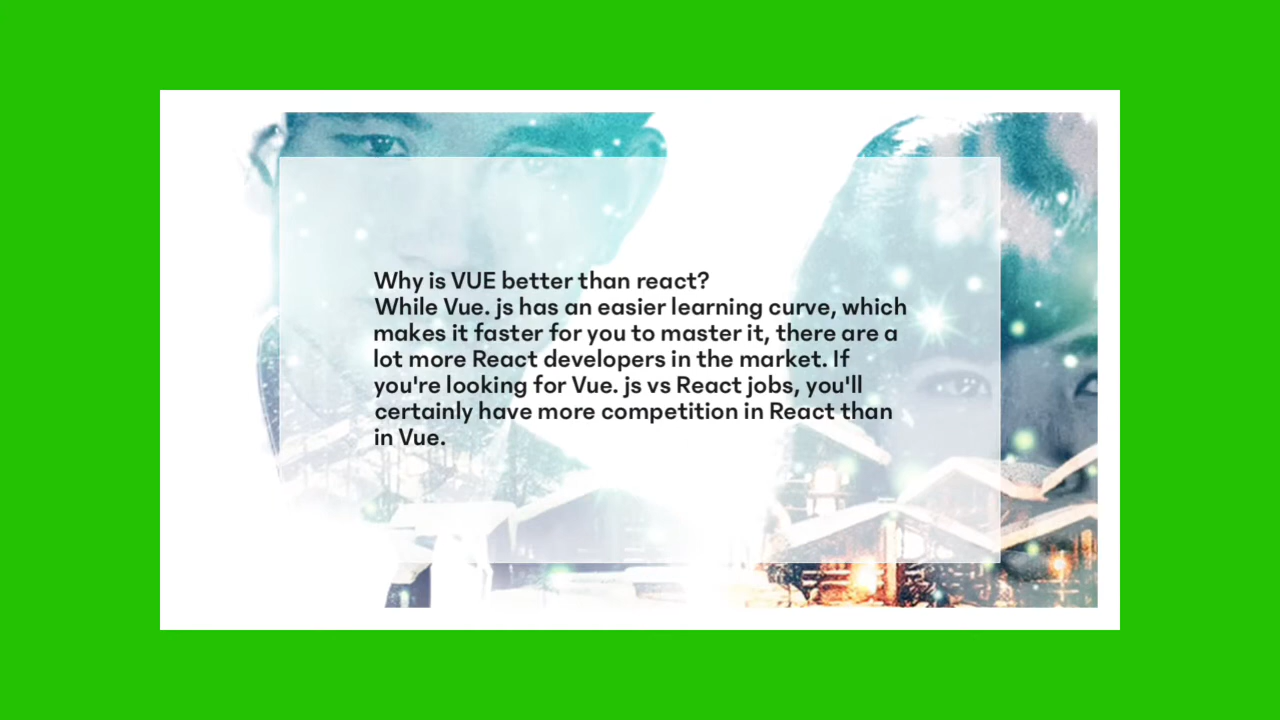 Why is VUE better than react?
While Vue. js has an easier learning curve, which
makes it faster for you to master it, there are a
lot more React developers in the market. If
you're looking for Vue. js vs React jobs, you'll
certainly have more competition in React than
in Vue.